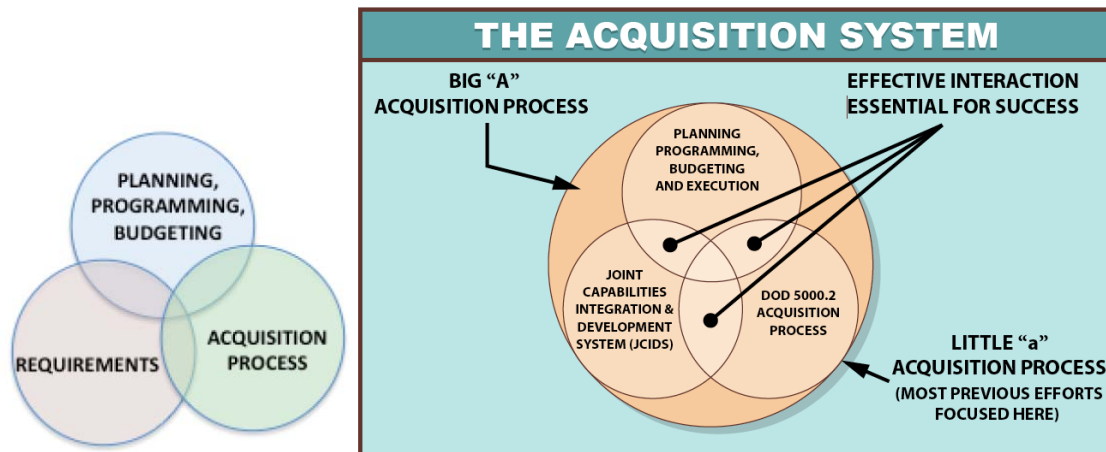 PLANNING,
PROGRAMMING,
BUDGETING
REQUIREMENTS
ACQUISITION
PROCESS
THE ACQUISITION SYSTEM
BIG “A”
ACQUISITION PROCESS
EFFECTIVE INTERACTION
ESSENTIAL FOR SUCCESS
PLANNING
PROGRAMMING,
BUDGETING
AND EXECUTION
JOINT
CAPABILITIES
INTEGRATION &
DEVELOPMENT
SYSTEM (JCIDS)
DOD 5000.2
ACQUISITION
PROCESS
LITTLE “a”
ACQUISITION PROCESS
(MOST PREVIOUS EFFORTS
FOCUSED HERE)